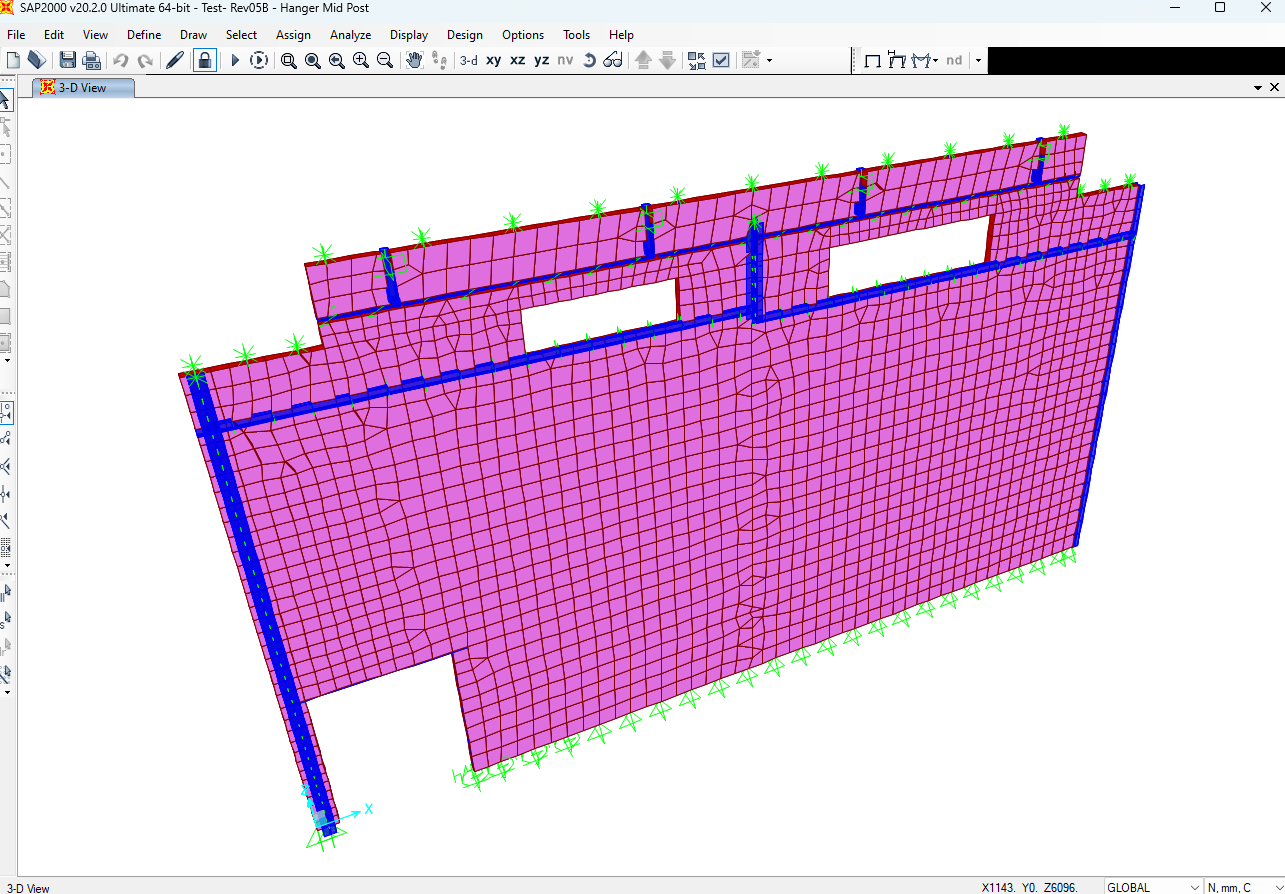 SAP2000 v20.2.0 Ultimate 64-bit - Test- Rev05B - Hanger Mid Post
File Edit View Define Draw Select Assign Analyze Display Design Options Tools Help
3-d xy xz yz nv nd
3-D View
X
Z
3-D View X1143. Y0. Z6096. GLOBAL N, mm, C